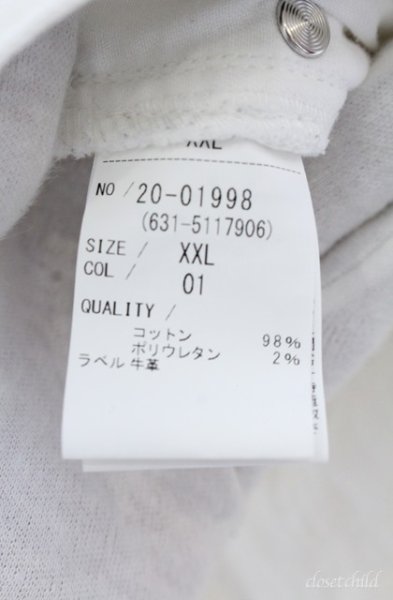 XXL
NO / 20-01998
(631-5117906)
SIZE / XXL
COL / 01
QUALITY /
コットン 98%
ポリウレタン 2%
ラベル 牛革
closet child